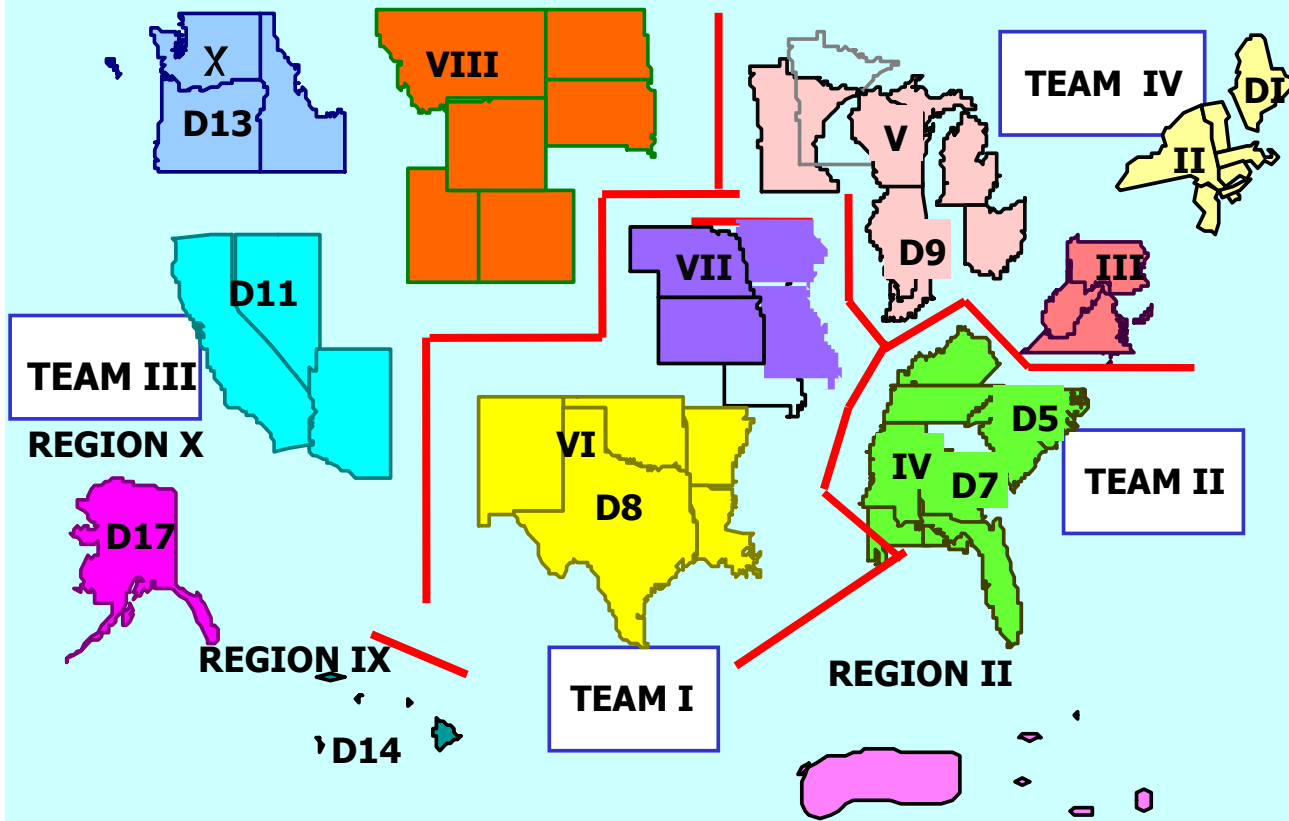 X
D13
VIII
V
TEAM IV
DI
II
D9
VII
III
D11
TEAM III
REGION X
VI
D8
IV
D5
D7
TEAM II
D17
REGION IX
D14
TEAM I
REGION II